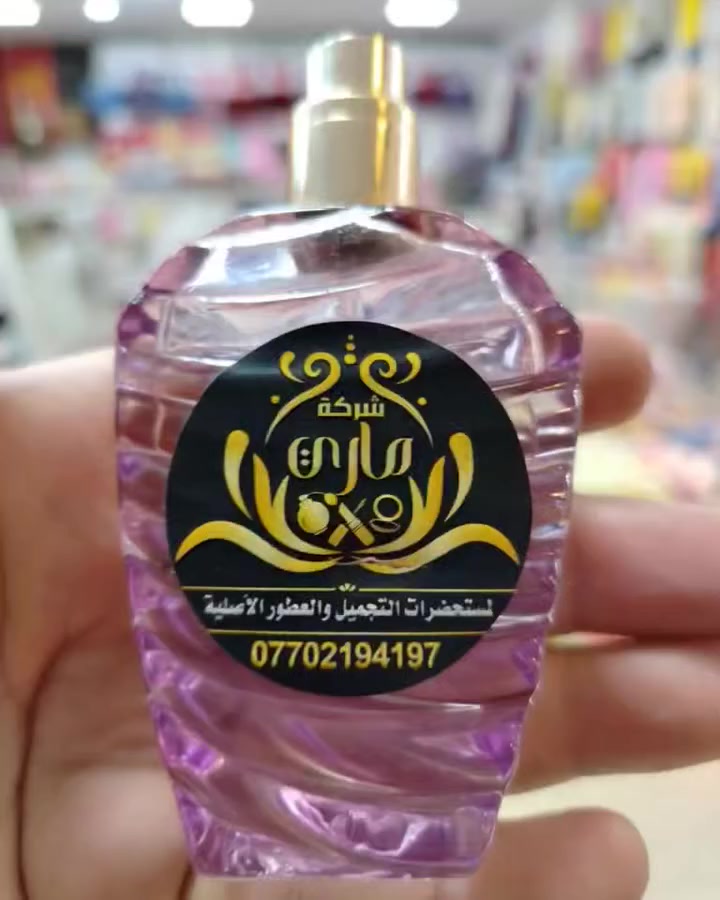 شركة
ماري
لمستحضرات التجميل والعطور الأصلية
07702194197